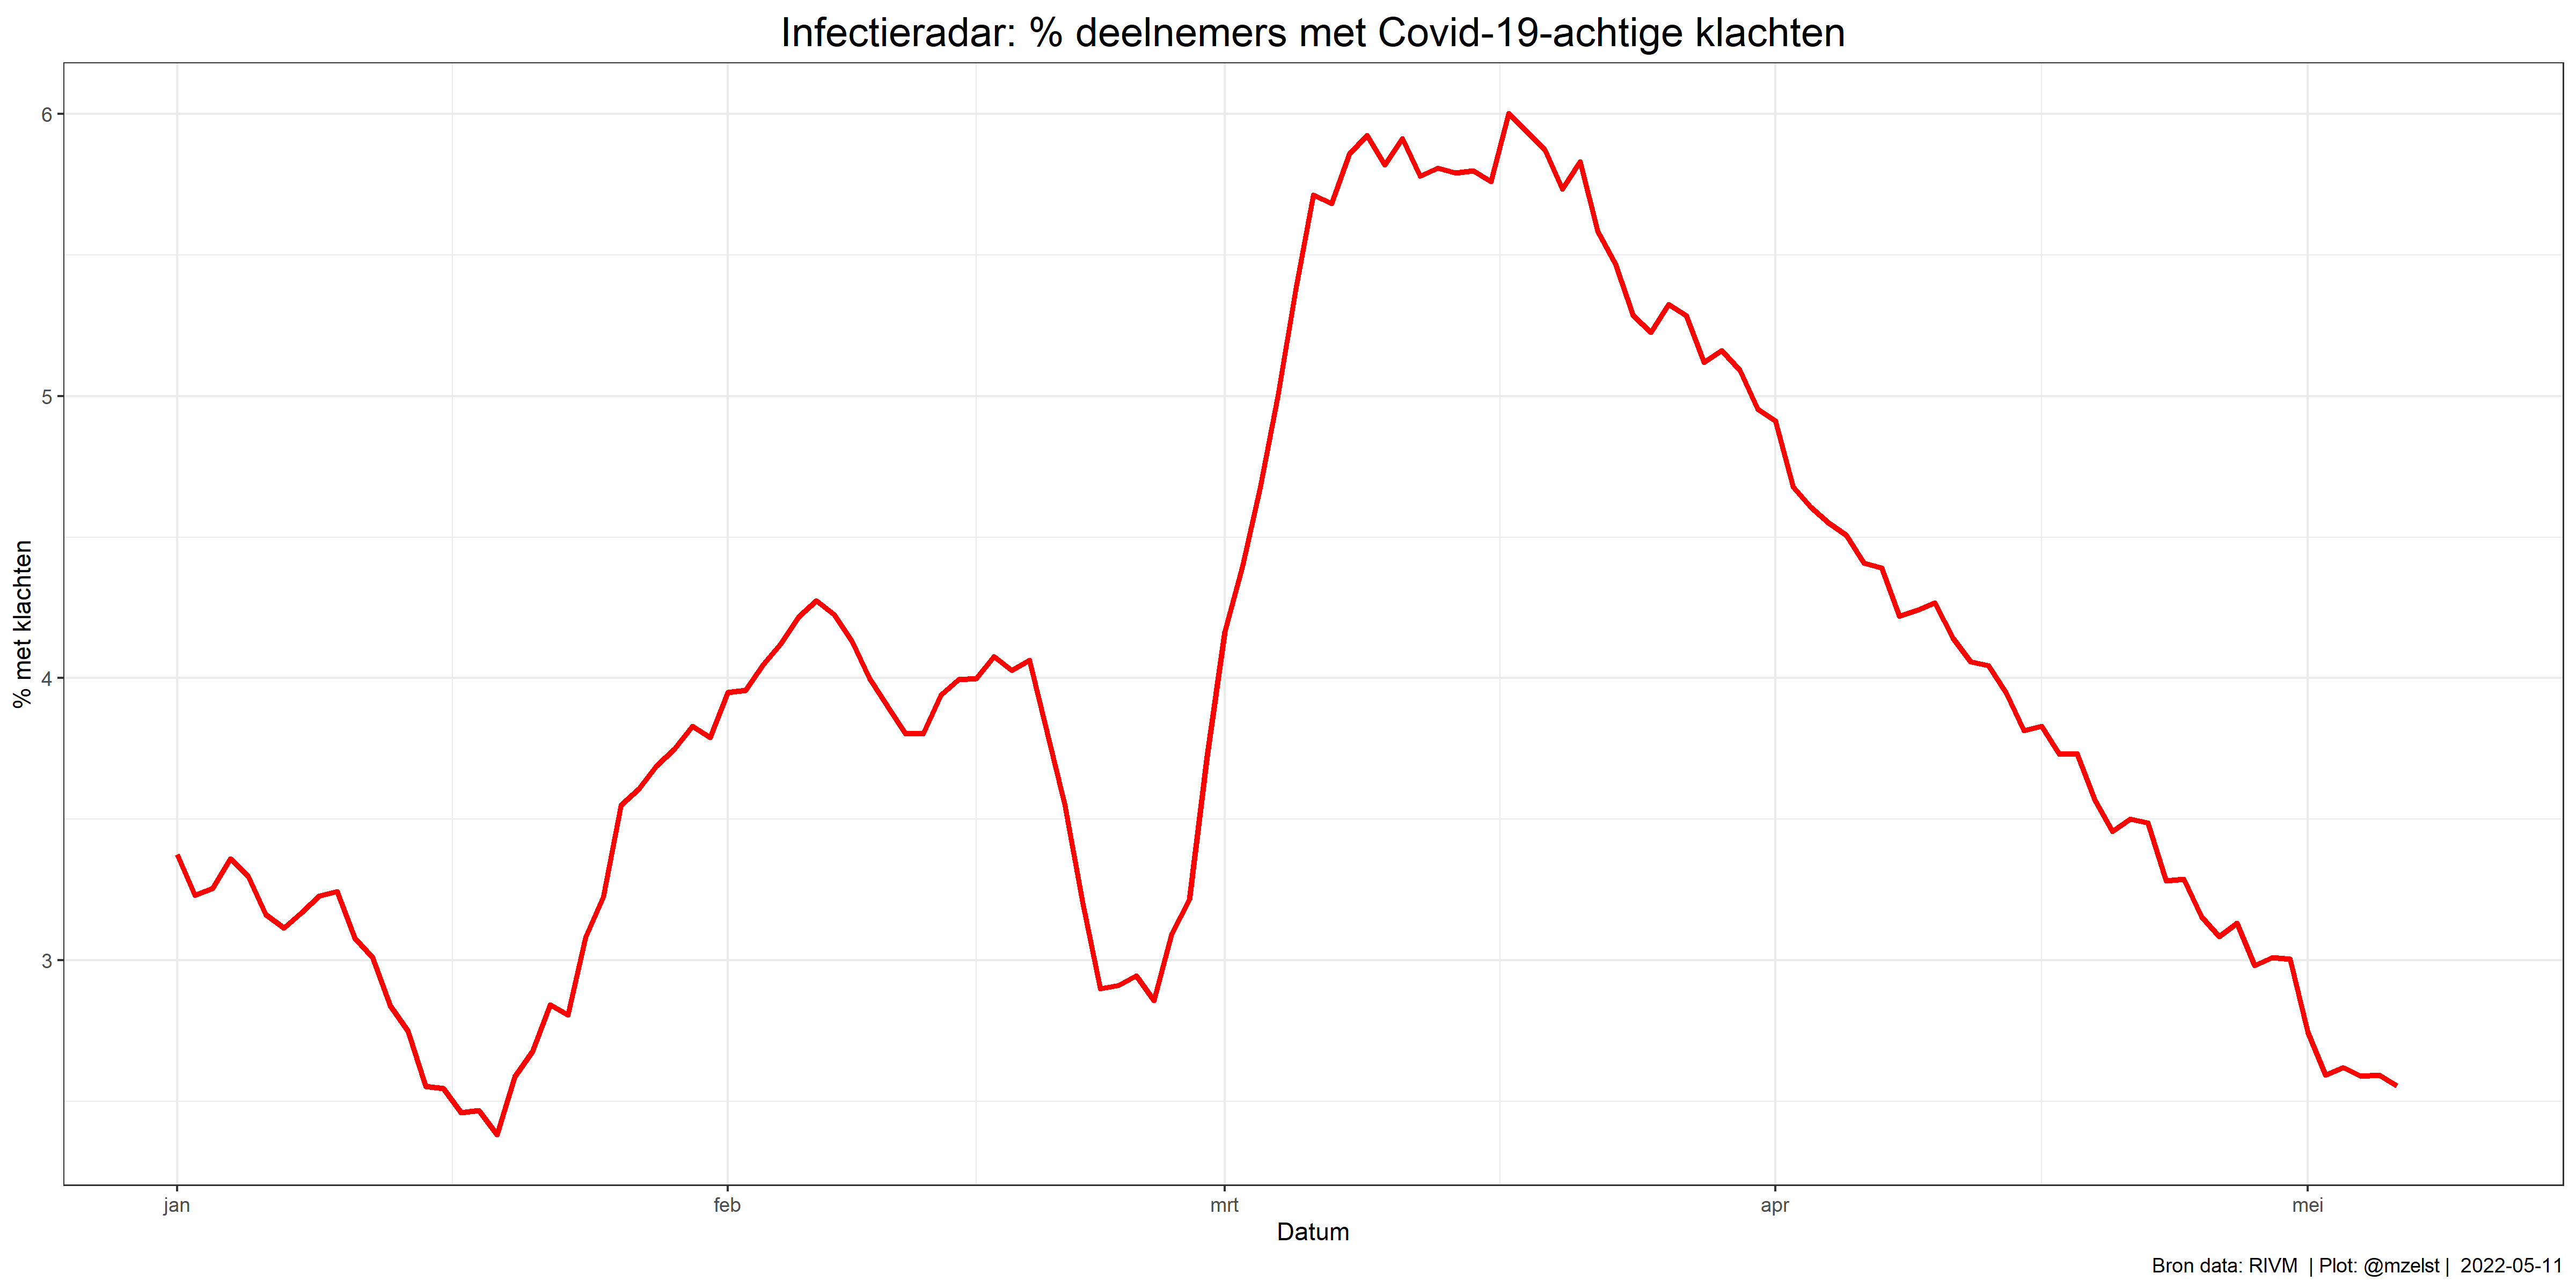 Infectieradar: % deelnemers met Covid-19-achtige klachten
% met klachten
6
5
4
3
jan feb mrt apr mei
Datum
Bron data: RIVM | Plot: @mzelst | 2022-05-11